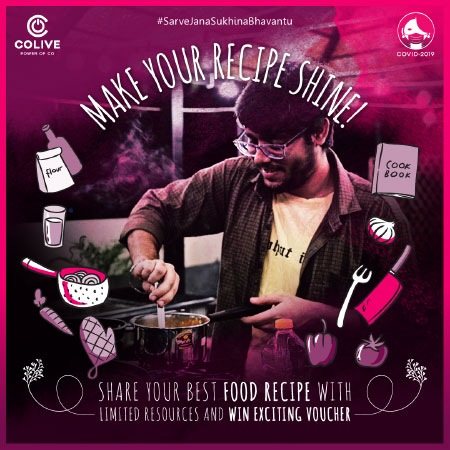 #SarveJanaSukhinaBhavantu
COLIVE
POWER OF CO
COVID-2019
MAKE YOUR RECIPE SHINE!
flour
COOK
BOOK
what i
SHARE YOUR BEST FOOD RECIPE WITH
LIMITED RESOURCES AND WIN EXCITING VOUCHER